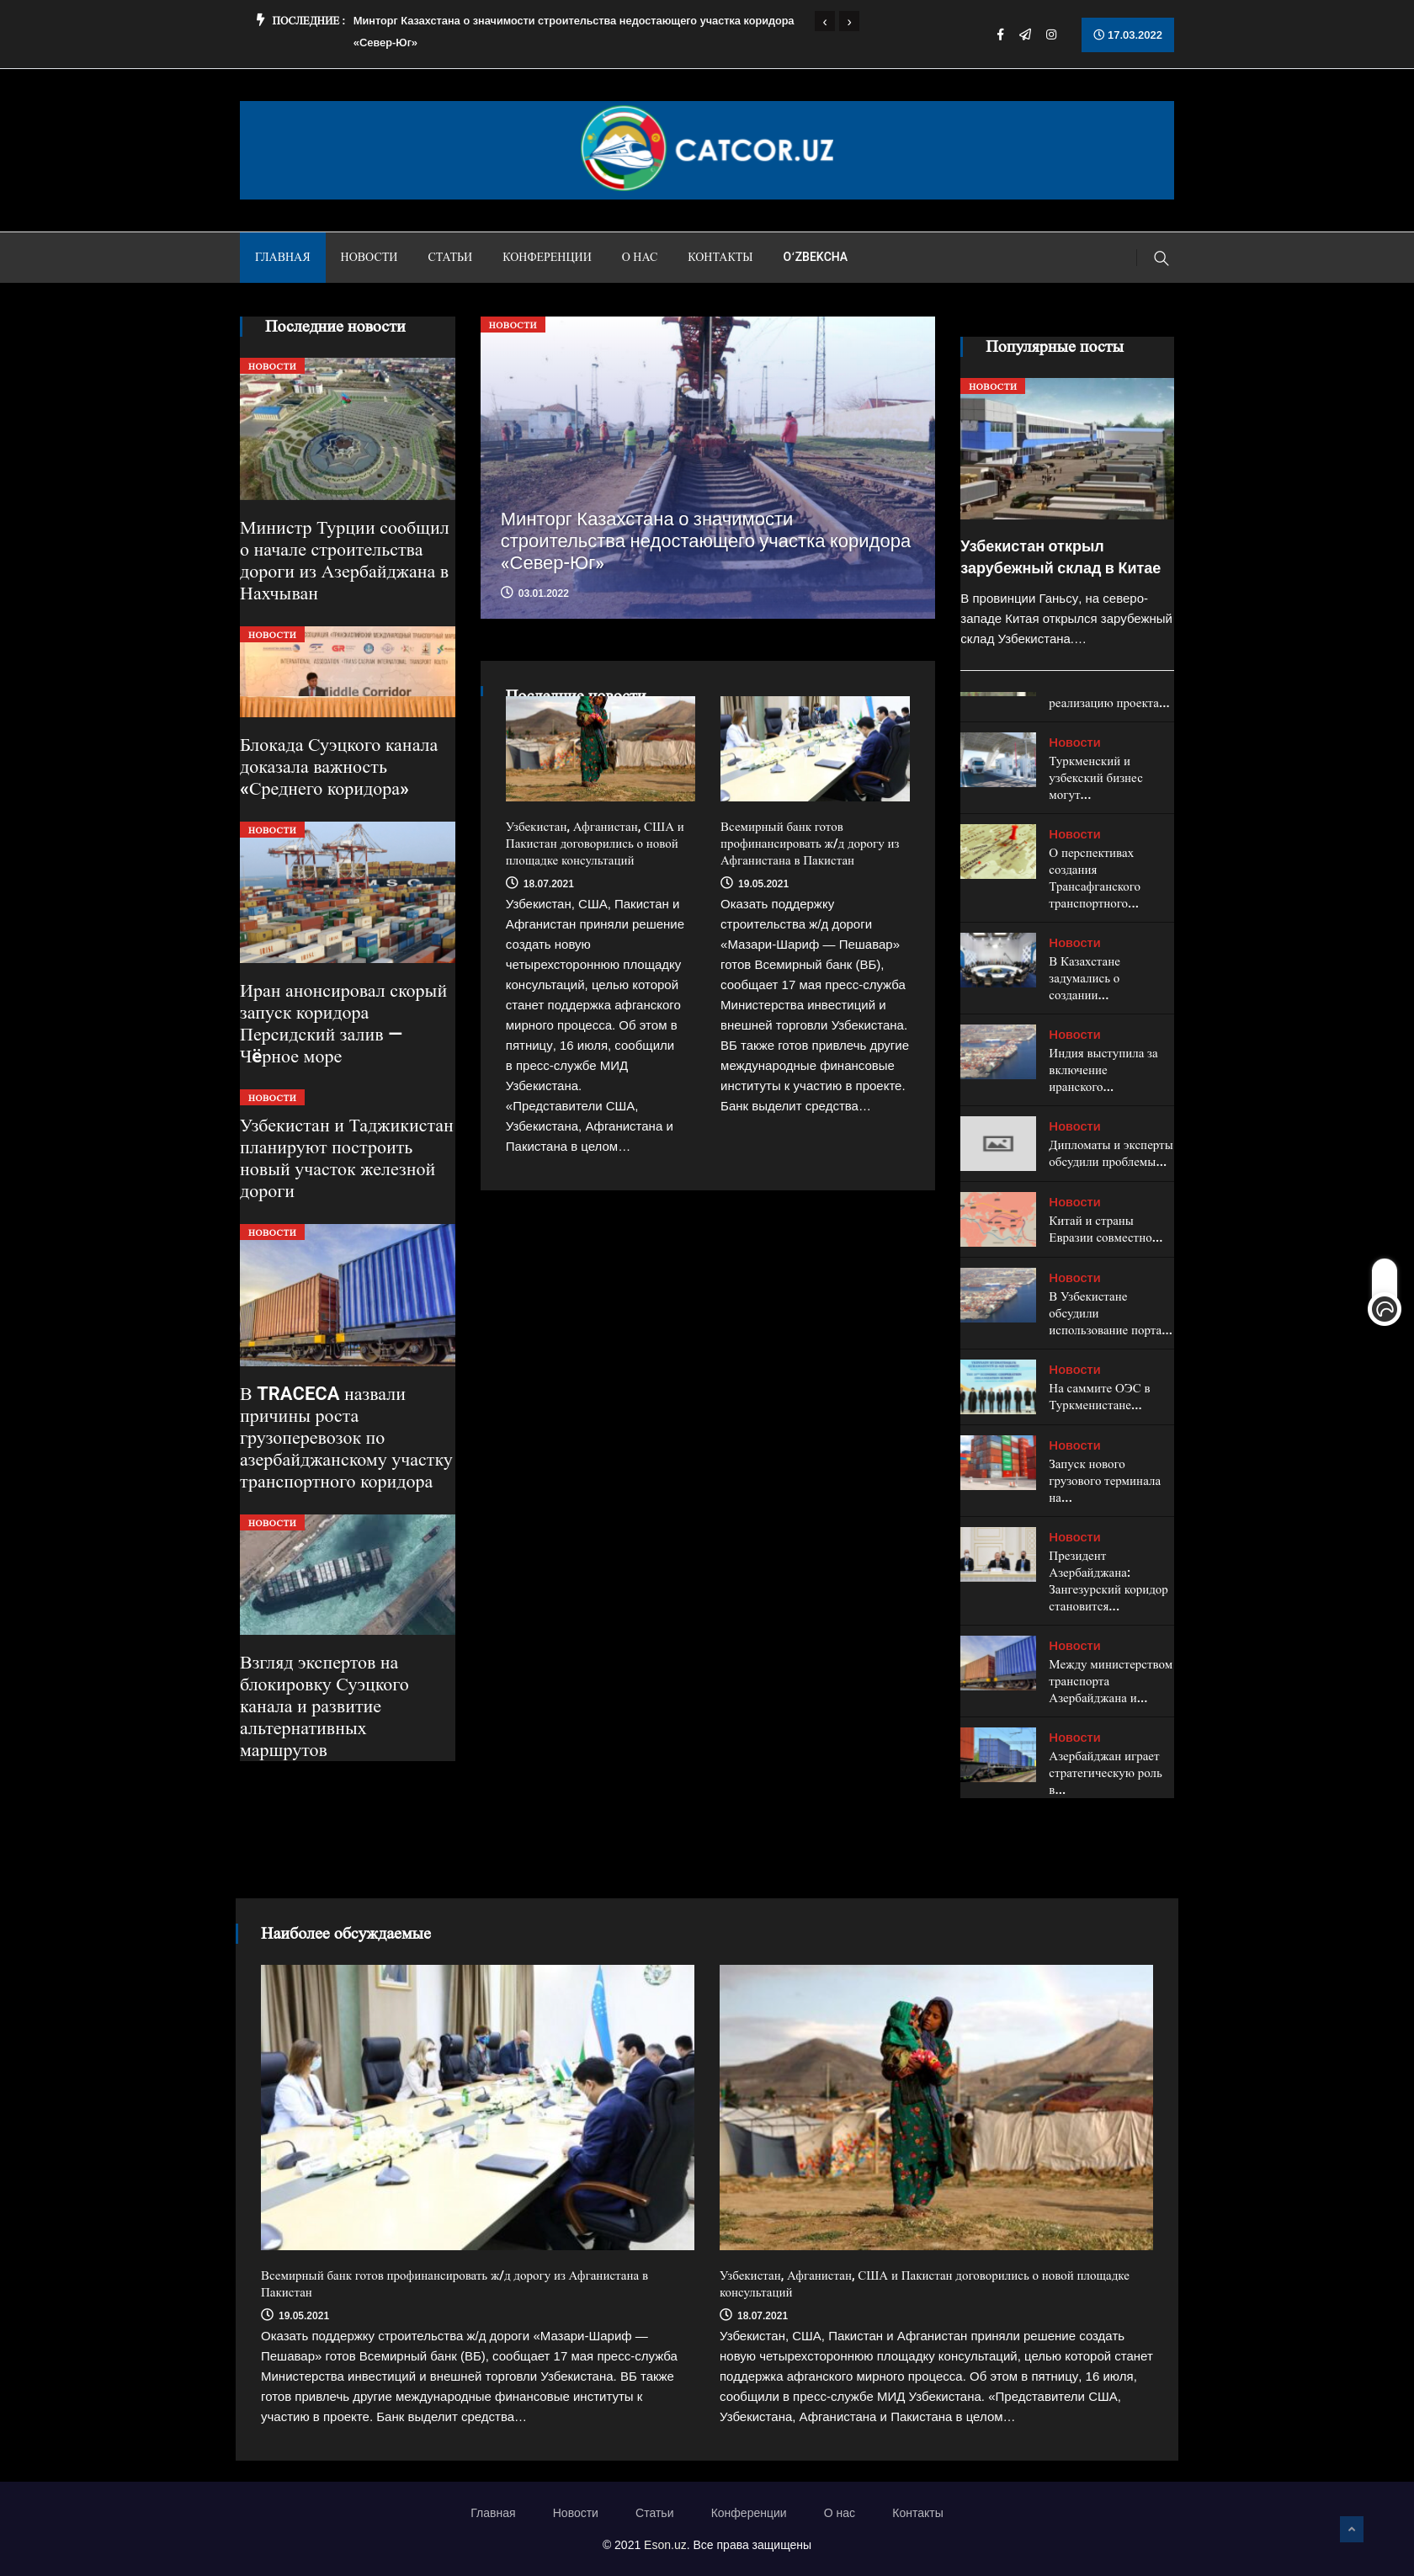 ПОСЛЕДНИЕ :
Минторг Казахстана о значимости строительства недостающего участка коридора
«Север-Юг»
17.03.2022
CATCOR.UZ
ГЛАВНАЯ
НОВОСТИ
СТАТЬИ
КОНФЕРЕНЦИИ
О НАС
КОНТАКТЫ
O‘ZBEKCHA
Последние новости
НОВОСТИ
Министр Турции сообщил
о начале строительства
дороги из Азербайджана в
Нахчыван
НОВОСТИ
INTERNATIONAL ASSOCIATION «TRANS-CASPIAN INTERNATIONAL TRANSPORT ROUTE»
Middle Corridor
Блокада Суэцкого канала
доказала важность
«Среднего коридора»
НОВОСТИ
Иран анонсировал скорый
запуск коридора
Персидский залив —
Чёрное море
НОВОСТИ
Узбекистан и Таджикистан
планируют построить
новый участок железной
дороги
НОВОСТИ
В TRACECA назвали
причины роста
грузоперевозок по
азербайджанскому участку
транспортного коридора
НОВОСТИ
Взгляд экспертов на
блокировку Суэцкого
канала и развитие
альтернативных
маршрутов
НОВОСТИ
Минторг Казахстана о значимости
строительства недостающего участка коридора
«Север-Юг»
03.01.2022
Последние новости
Узбекистан, Афганистан, США и
Пакистан договорились о новой
площадке консультаций
18.07.2021
Узбекистан, США, Пакистан и
Афганистан приняли решение
создать новую
четырехстороннюю площадку
консультаций, целью которой
станет поддержка афганского
мирного процесса. Об этом в
пятницу, 16 июля, сообщили
в пресс-службе МИД
Узбекистана.
«Представители США,
Узбекистана, Афганистана и
Пакистана в целом…
Всемирный банк готов
профинансировать ж/д дорогу из
Афганистана в Пакистан
19.05.2021
Оказать поддержку
строительства ж/д дороги
«Мазари-Шариф — Пешавар»
готов Всемирный банк (ВБ),
сообщает 17 мая пресс-служба
Министерства инвестиций и
внешней торговли Узбекистана.
ВБ также готов привлечь другие
международные финансовые
институты к участию в проекте.
Банк выделит средства…
Популярные посты
НОВОСТИ
Узбекистан открыл
зарубежный склад в Китае
В провинции Ганьсу, на северо-
западе Китая открылся зарубежный
склад Узбекистана.…
реализацию проекта...
Новости
Туркменский и
узбекский бизнес
могут...
Новости
О перспективах
создания
Трансафганского
транспортного...
Новости
В Казахстане
задумались о
создании...
Новости
Индия выступила за
включение
иранского...
Новости
Дипломаты и эксперты
обсудили проблемы...
Новости
Китай и страны
Евразии совместно...
Новости
В Узбекистане
обсудили
использование порта...
Новости
На саммите ОЭС в
Туркменистане...
Новости
Запуск нового
грузового терминала
на...
Новости
Президент
Азербайджана:
Зангезурский коридор
становится...
Новости
Между министерством
транспорта
Азербайджана и...
Новости
Азербайджан играет
стратегическую роль
в...
Наиболее обсуждаемые
Всемирный банк готов профинансировать ж/д дорогу из Афганистана в
Пакистан
19.05.2021
Оказать поддержку строительства ж/д дороги «Мазари-Шариф —
Пешавар» готов Всемирный банк (ВБ), сообщает 17 мая пресс-служба
Министерства инвестиций и внешней торговли Узбекистана. ВБ также
готов привлечь другие международные финансовые институты к
участию в проекте. Банк выделит средства…
Узбекистан, Афганистан, США и Пакистан договорились о новой площадке
консультаций
18.07.2021
Узбекистан, США, Пакистан и Афганистан приняли решение создать
новую четырехстороннюю площадку консультаций, целью которой станет
поддержка афганского мирного процесса. Об этом в пятницу, 16 июля,
сообщили в пресс-службе МИД Узбекистана. «Представители США,
Узбекистана, Афганистана и Пакистана в целом…
Главная
Новости
Статьи
Конференции
О нас
Контакты
© 2021 Eson.uz. Все права защищены